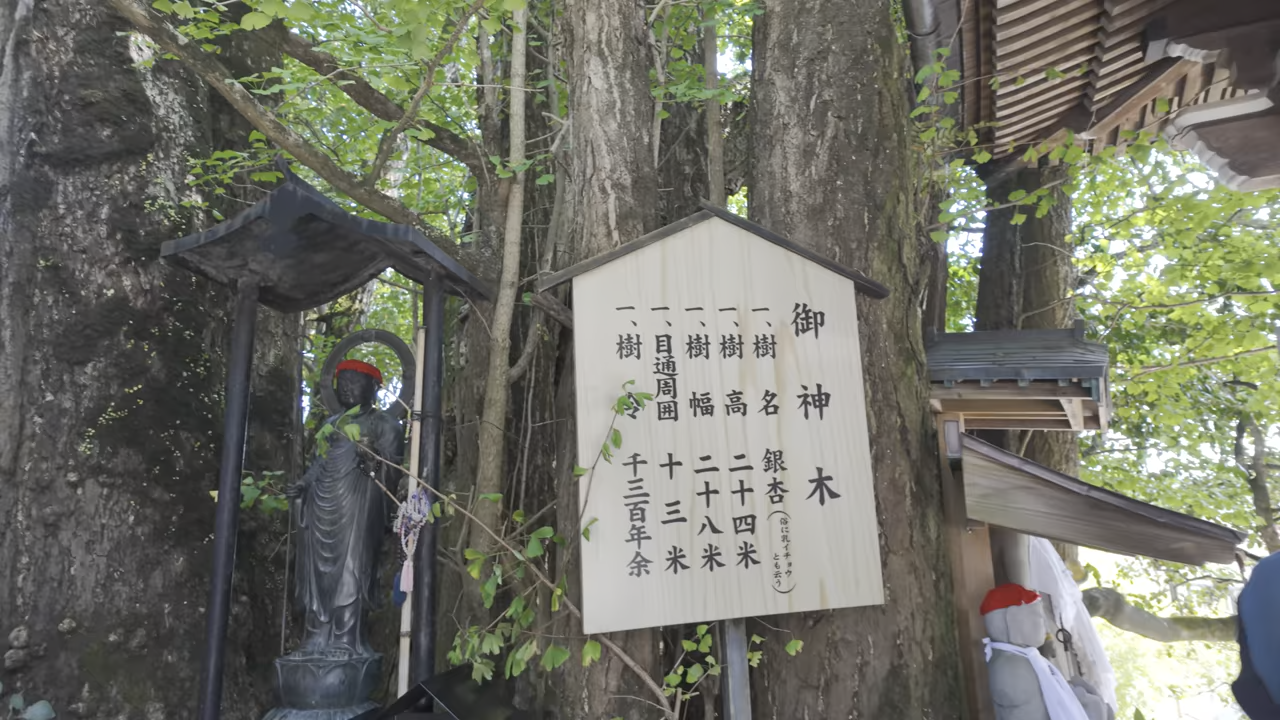 御神木
一、樹名 銀杏(俗に乳イチョウとも云う)
一、樹高 二十四米
一、樹幅 二十八米
一、目通周囲 十三米
一、樹令 千三百年余